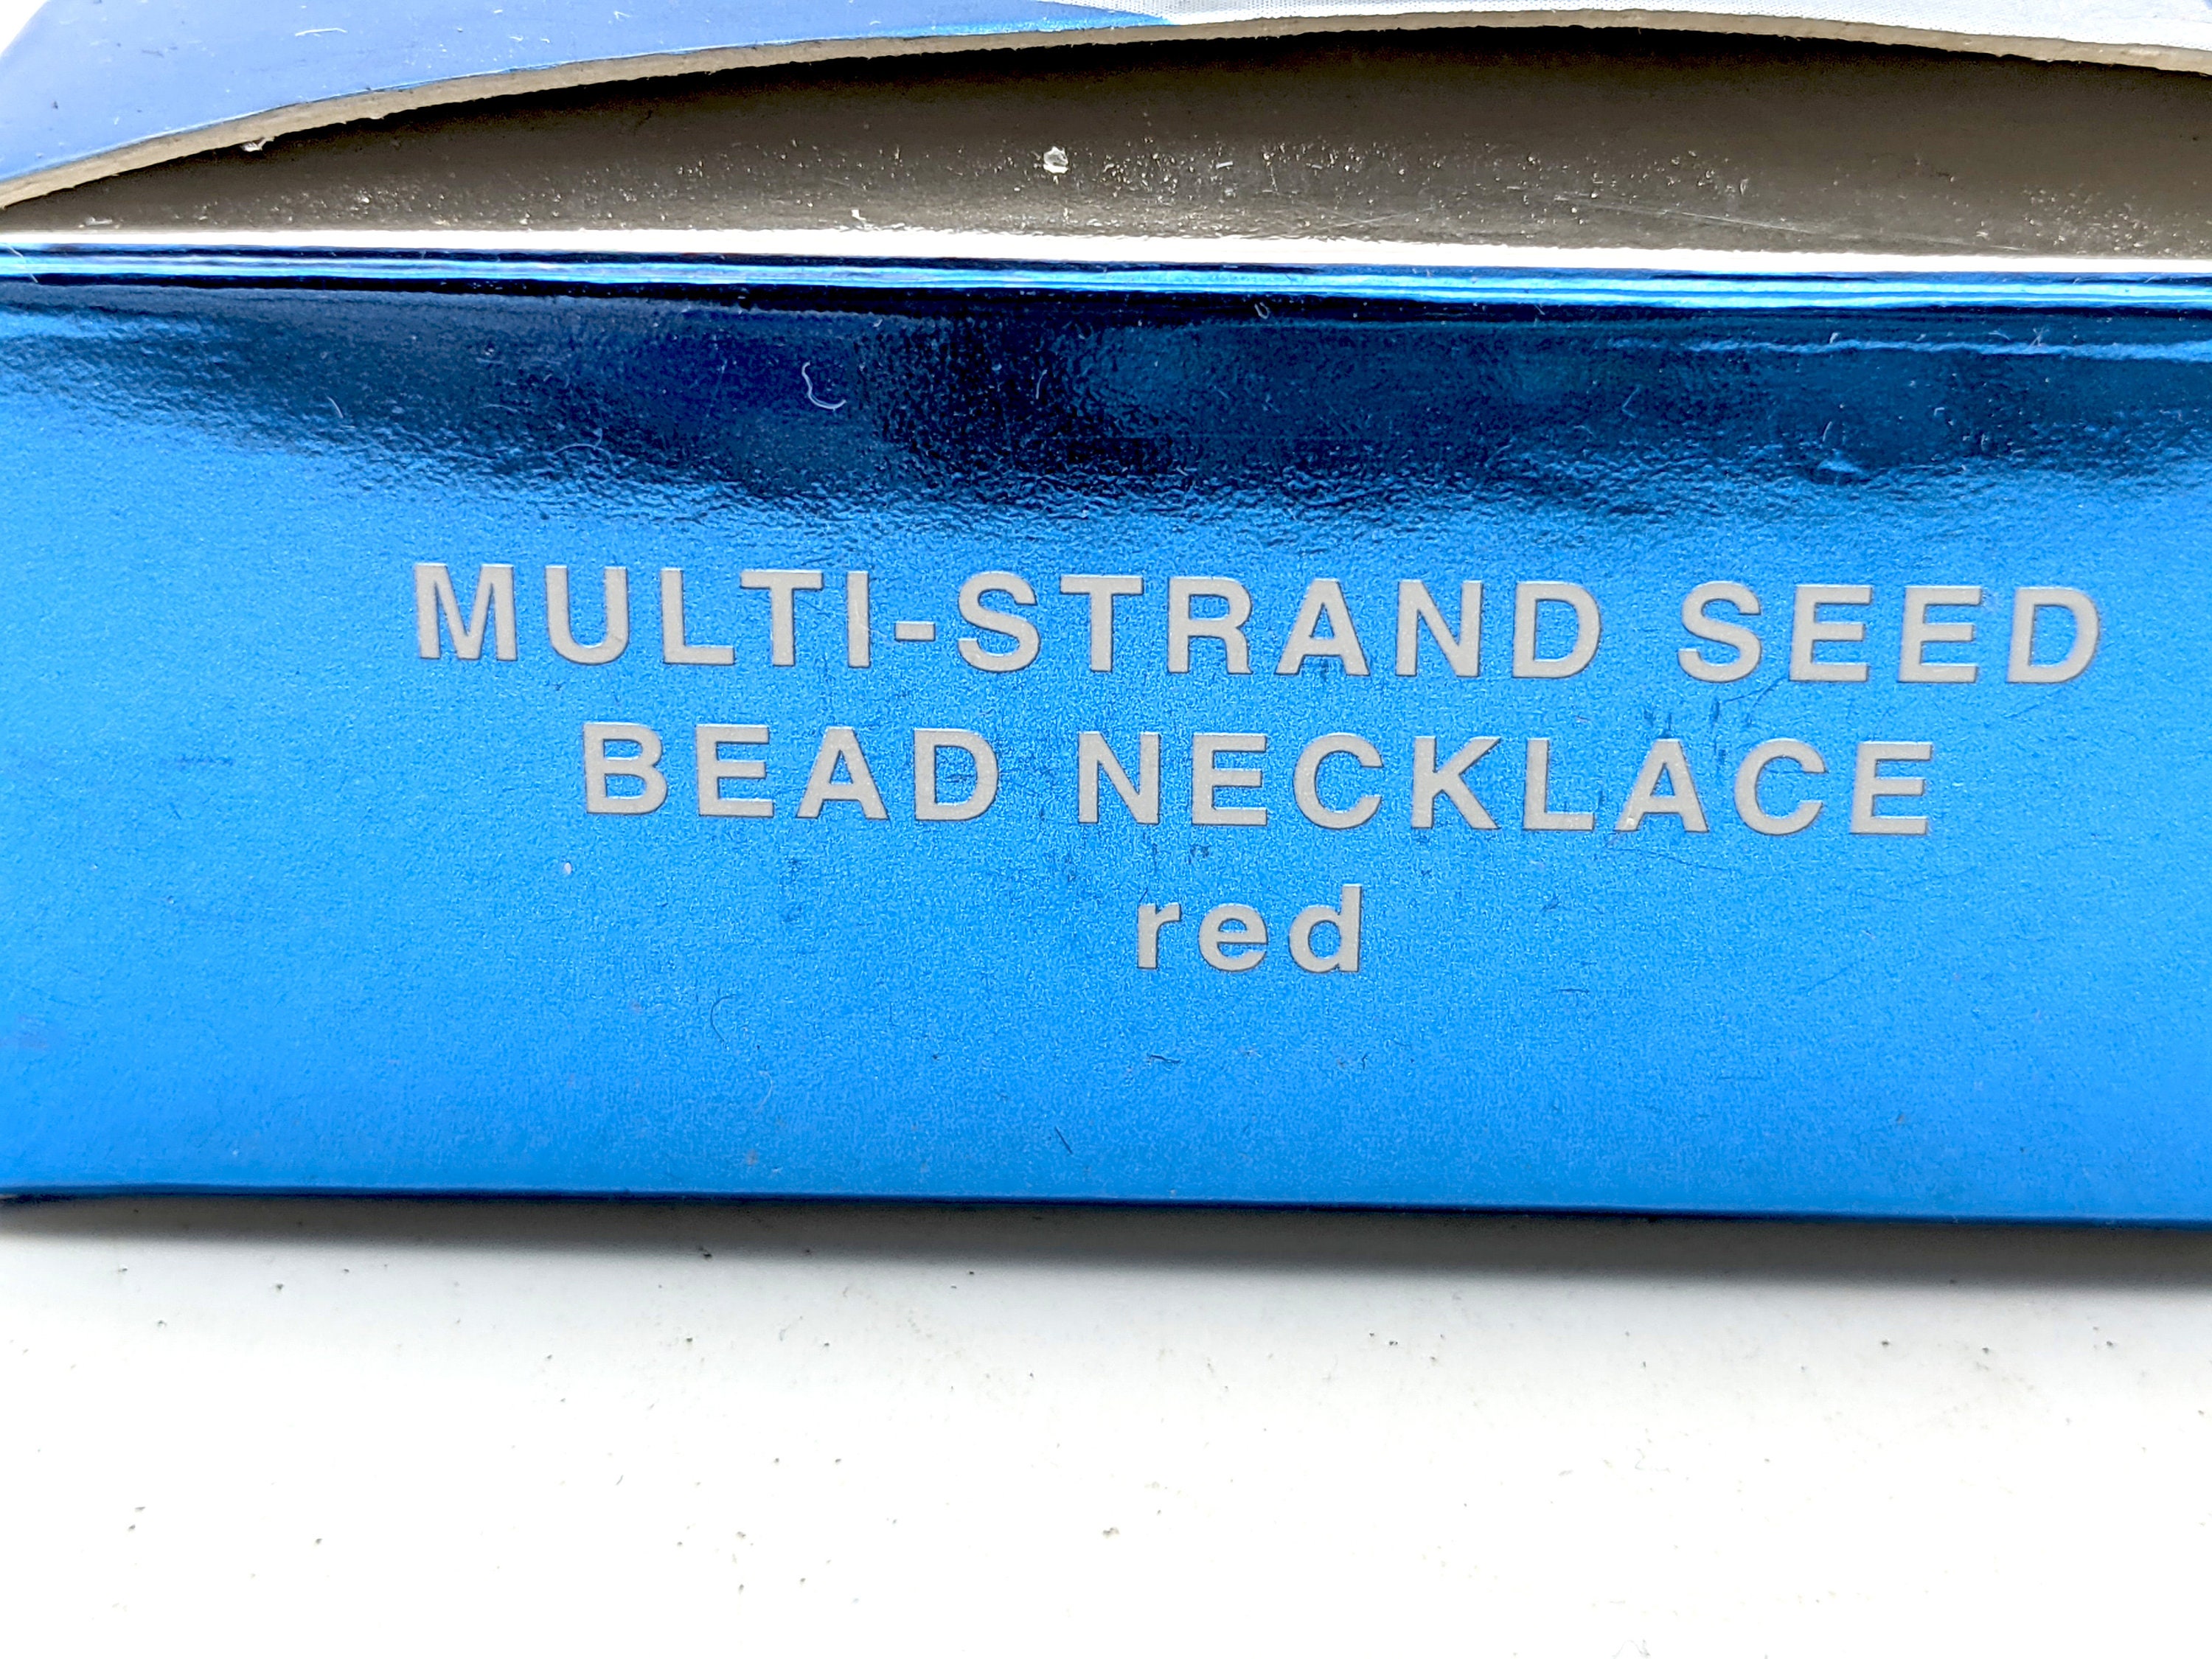 MULTI-STRAND SEED
BEAD NECKLACE
red